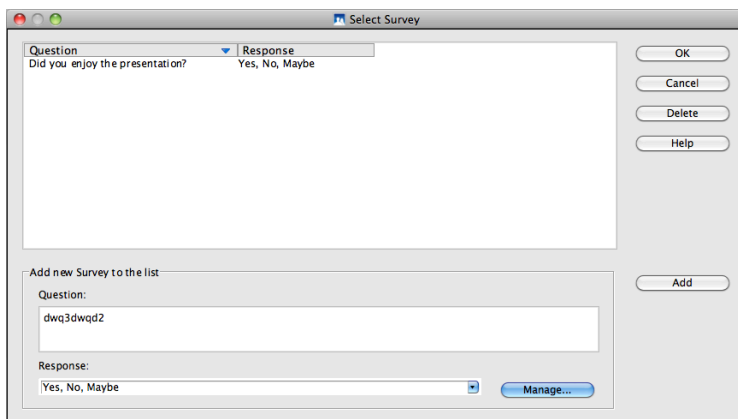 Select Survey
Question Response
Did you enjoy the presentation? Yes, No, Maybe
OK
Cancel
Delete
Help
Add new Survey to the list
Question:
dwq3dwqd2
Add
Response:
Yes, No, Maybe
Manage...